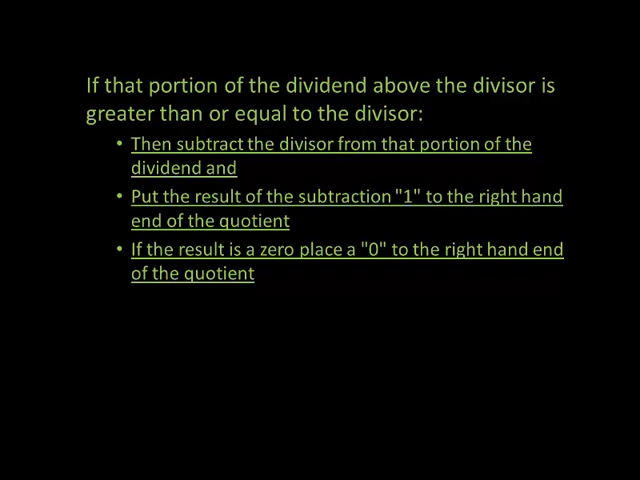 If that portion of the dividend above the divisor is
greater than or equal to the divisor:
• Then subtract the divisor from that portion of the
dividend and
• Put the result of the subtraction "1" to the right hand
end of the quotient
• If the result is a zero place a "0" to the right hand end
of the quotient